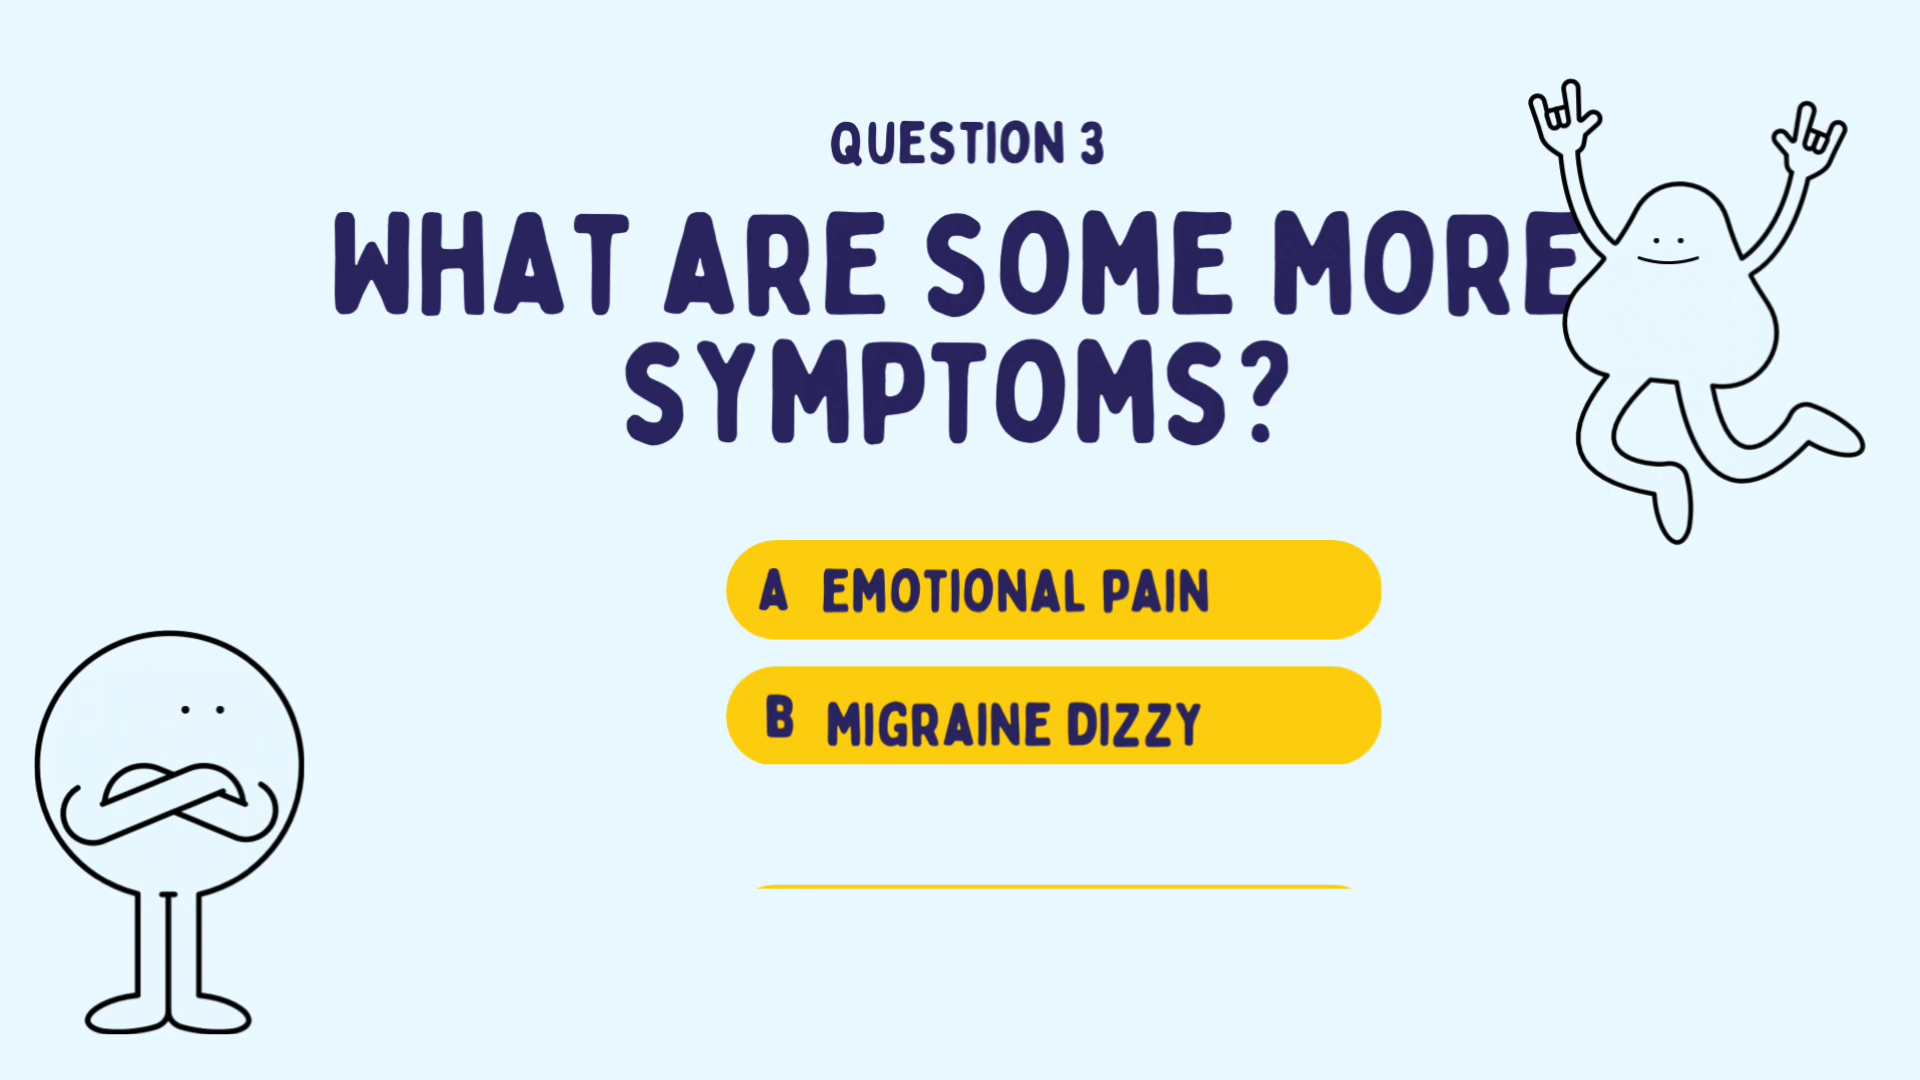 QUESTION 3
WHAT ARE SOME MORE
SYMPTOMS?
A EMOTIONAL PAIN
B MIGRAINE DIZZY